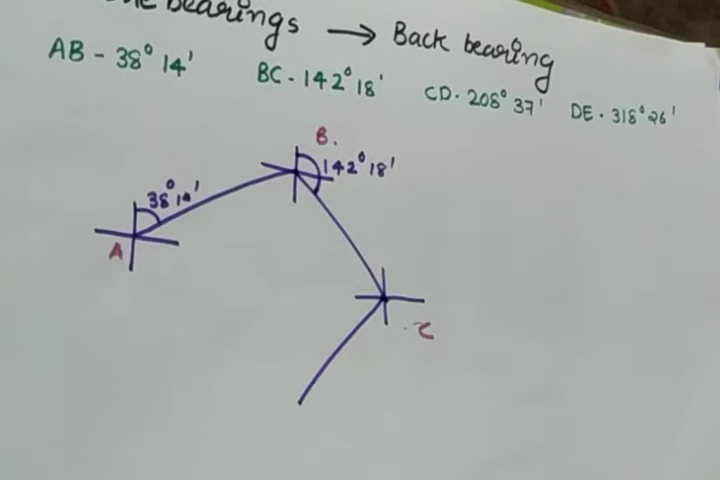 bearings → Back bearing
AB - 38° 14' BC - 142° 18' CD - 208° 37' DE - 318° 26'
B.
142° 18'
38° 14'
A
.C